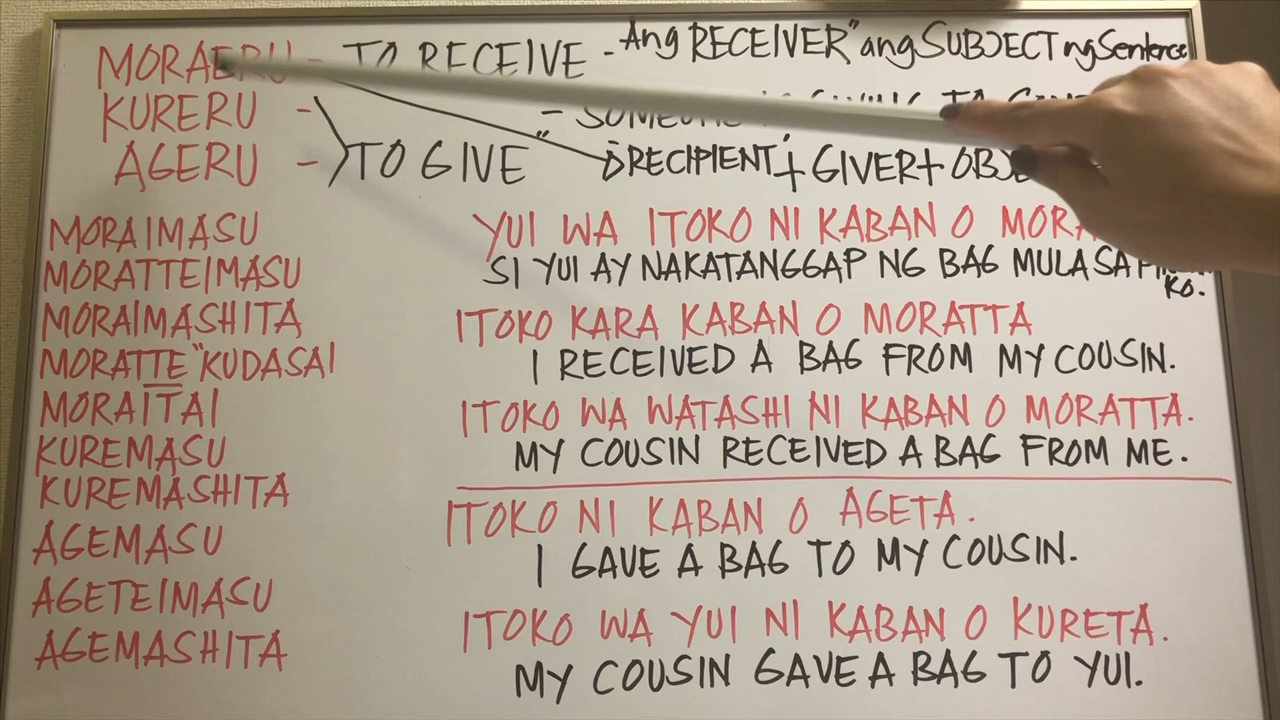 MORAERU - TO RECEIVE - Ang RECEIVER" ang SUBJECT ng Sentence
KURERU -
AGERU - TO GIVE " RECIPIENT + GIVER +
MORAIMASU
MORATTEIMASU
MORAIMASHITA
MORATTE "KUDASAI
MORAITAI
KUREMASU
KUREMASHITA
AGEMASU
AGETEIMASU
AGEMASHITA
YUI WA ITOKO NI KABAN O
SI YUI AY NAKATANGGAP NG BAG MULA SA
KO.
ITOKO KARA KABAN O MORATTA
I RECEIVED A BAG FROM MY COUSIN.
ITOKO WA WATASHI NI KABAN O MORATTA.
MY COUSIN RECEIVED A BAG FROM ME.
ITOKO NI KABAN O AGETA.
I GAVE A BAG TO MY COUSIN.
ITOKO WA YUI NI KABAN O KURETA.
MY COUSIN GAVE A BAG TO YUI.